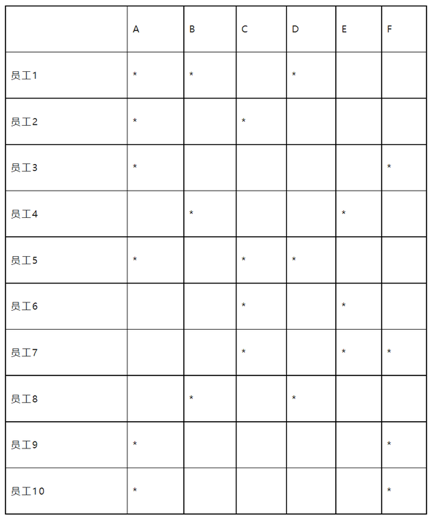 A B C D E F
员工1 * * *
员工2 * *
员工3 * *
员工4 * *
员工5 * * *
员工6 * *
员工7 * * *
员工8 * *
员工9 * *
员工10 * *